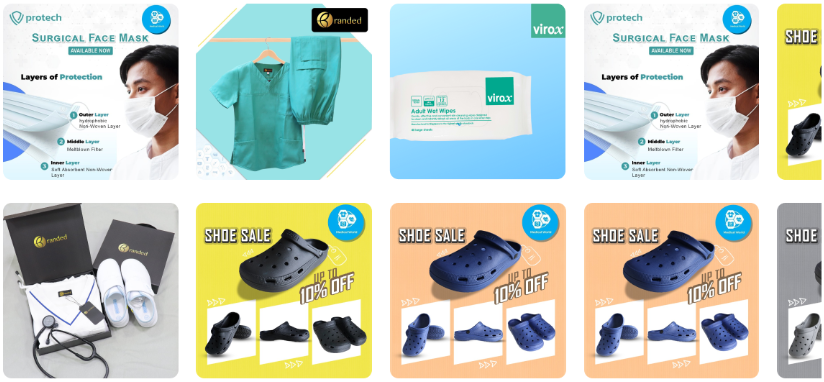 protech
SURGICAL FACE MASK
AVAILABLE NOW
Layers of Protection
1 Outer Layer
hydrophobic
Non-Woven Layer
2 Middle Layer
Meltblown Filter
3 Inner Layer
Soft Absorbent Non-Woven
Layer
Branded
virox
virox
Adult Wet Wipes
protech
SURGICAL FACE MASK
AVAILABLE NOW
Layers of Protection
1 Outer Layer
hydrophobic
Non-Woven Layer
2 Middle Layer
Meltblown Filter
3 Inner Layer
Soft Absorbent Non-Woven
Layer
SHOE
Branded
Branded
SHOE SALE
UP TO
10% OFF
SHOE SALE
UP TO
10% OFF
SHOE SALE
UP TO
10% OFF
SHOE